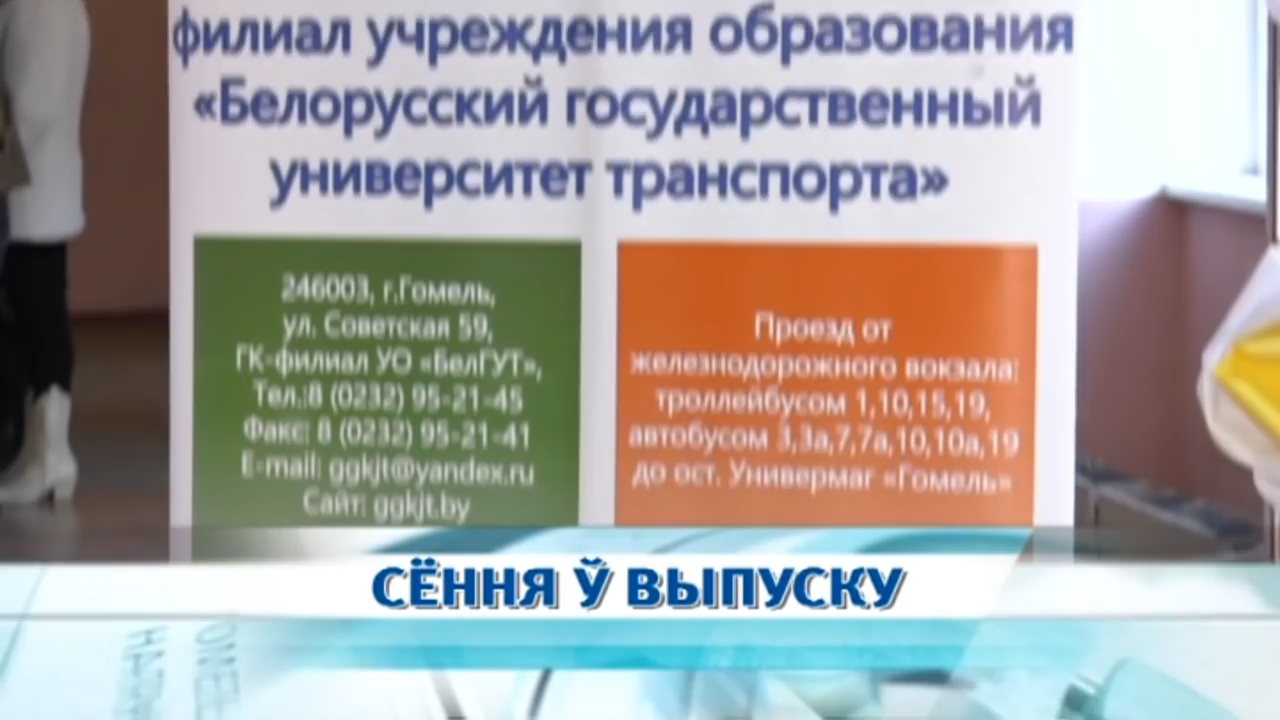 филиал учреждения образования
«Белорусский государственный
университет транспорта»
246003, г.Гомель,
ул. Советская 59,
ГК-филиал УО «БелГУТ»,
Тел.:8 (0232) 95-21-45
Факс: 8 (0232) 95-21-41
E-mail: ggkjt@yandex.ru
Сайт: ggkjt.by
Проезд от
железнодорожного вокзала:
троллейбусом 1,10,15,19,
автобусом 3,3а,7,7а,10,10а,19
до ост. Универмаг «Гомель»
СЁННЯ Ў ВЫПУСКУ